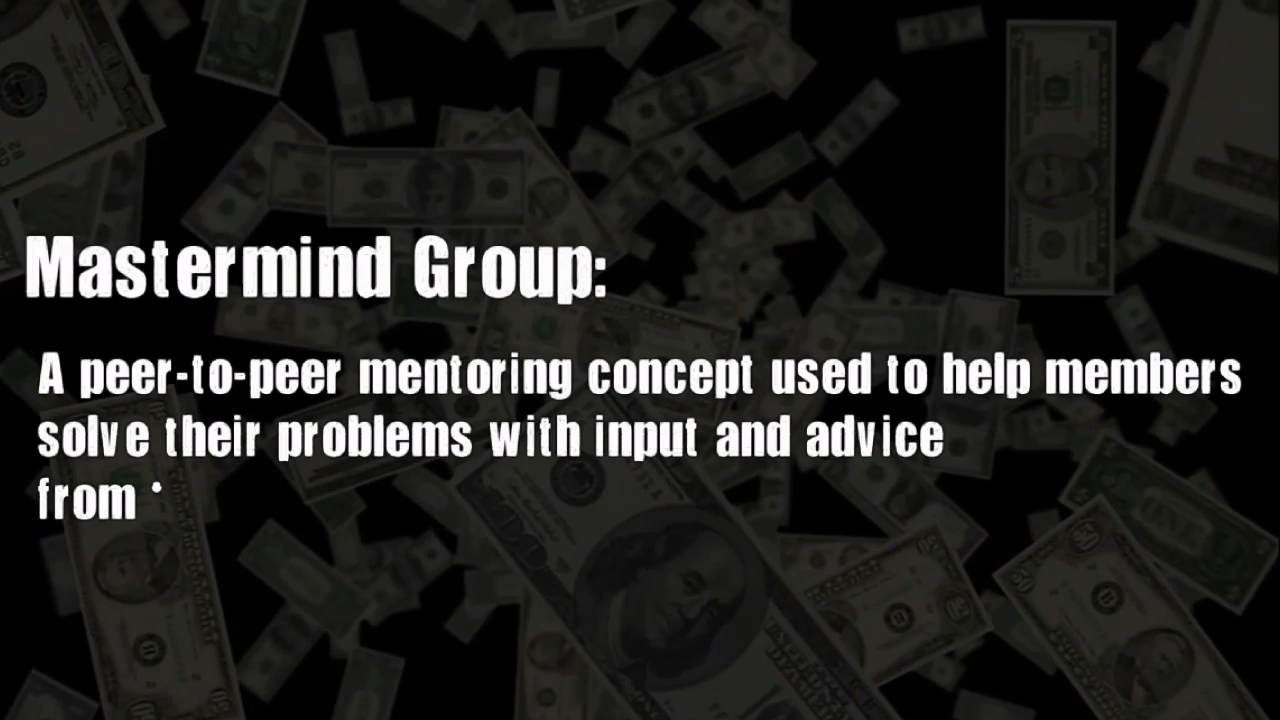 Mastermind Group:
A peer-to-peer mentoring concept used to help members
solve their problems with input and advice
from